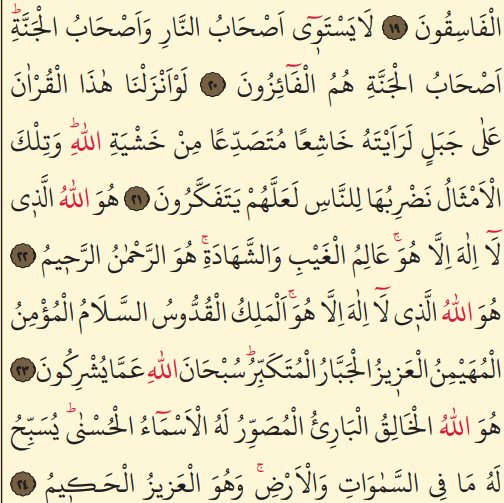 الْفَاسِقُونَ ﴿١٩﴾ لَا يَسْتَوٖٓى اَصْحَابُ النَّارِ وَاَصْحَابُ الْجَنَّةِؕ
اَصْحَابُ الْجَنَّةِ هُمُ الْفَٓائِزُونَ ﴿٢٠﴾ لَوْ اَنْزَلْنَا هٰذَا الْقُرْاٰنَ
عَلٰى جَبَلٍ لَرَاَيْتَهُ خَاشِعًا مُتَصَدِّعًا مِنْ خَشْيَةِ اللّٰهِؕ وَتِلْكَ
الْاَمْثَالُ نَضْرِبُهَا لِلنَّاسِ لَعَلَّهُمْ يَتَفَكَّرُونَ ﴿٢١﴾ هُوَ اللّٰهُ الَّذٖى
لَٓا اِلٰهَ اِلَّا هُوَۚ عَالِمُ الْغَيْبِ وَالشَّهَادَةِۚ هُوَ الرَّحْمٰنُ الرَّحٖيمُ ﴿٢٢﴾
هُوَ اللّٰهُ الَّذٖى لَٓا اِلٰهَ اِلَّا هُوَۚ اَلْمَلِكُ الْقُدُّوسُ السَّلَامُ الْمُؤْمِنُ
الْمُهَيْمِنُ الْعَزٖيزُ الْجَبَّارُ الْمُتَكَبِّرُؕ سُبْحَانَ اللّٰهِ عَمَّا يُشْرِكُونَ ﴿٢٣﴾
هُوَ اللّٰهُ الْخَالِقُ الْبَارِئُ الْمُصَوِّرُ لَهُ الْاَسْمَٓاءُ الْحُسْنٰىؕ يُسَبِّحُ
لَهُ مَا فِى السَّمٰوَاتِ وَالْاَرْضِۚ وَهُوَ الْعَزٖيزُ الْحَكٖيمُ ﴿٢٤﴾